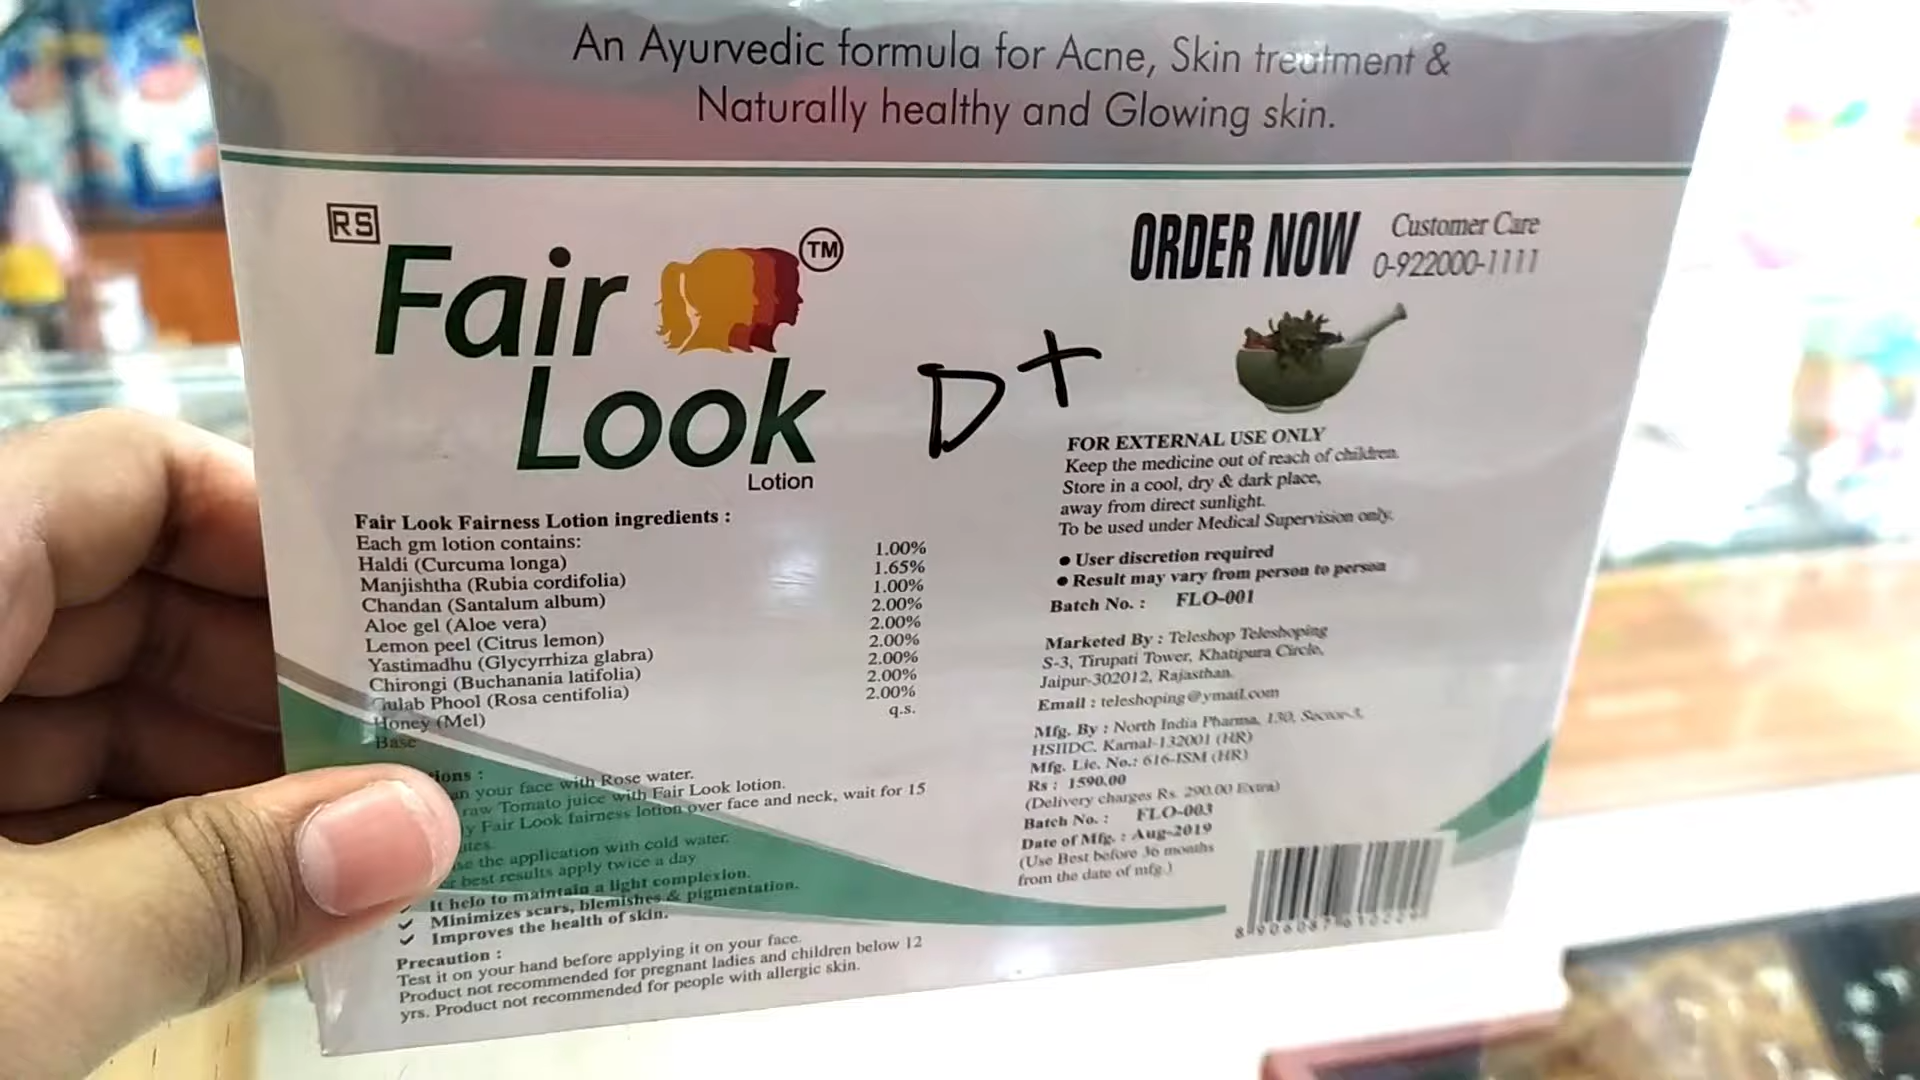 An Ayurvedic formula for Acne, Skin treatment &
Naturally healthy and Glowing skin.
RS
Fair
TM
Look
Lotion
D+
ORDER NOW
Customer Care
0-922000-1111
Fair Look Fairness Lotion ingredients :
Each gm lotion contains:
Haldi (Curcuma longa) 1.00%
Manjishtha (Rubia cordifolia) 1.65%
Chandan (Santalum album) 1.00%
Aloe gel (Aloe vera) 2.00%
Lemon peel (Citrus lemon) 2.00%
Yastimadhu (Glycyrrhiza glabra) 2.00%
Chirongi (Buchanania latifolia) 2.00%
Gulab Phool (Rosa centifolia) 2.00%
Honey (Mel) 2.00%
Base q.s.
your face with Rose water.
raw Tomato juice with Fair Look lotion.
Fair Look fairness lotion over face and neck, wait for 15
the application with cold water.
best results apply twice a day
It helo to maintain a light complexion.
Minimizes scars, blemishes & pigmentation.
Improves the health of skin.
Precaution :
Test it on your hand before applying it on your face.
Product not recommended for pregnant ladies and children below 12
yrs. Product not recommended for people with allergic skin.
FOR EXTERNAL USE ONLY
Keep the medicine out of reach of children.
Store in a cool, dry & dark place,
away from direct sunlight.
To be used under Medical Supervision only.
● User discretion required
● Result may vary from person to person
Batch No. : FLO-001
Marketed By : Teleshop Teleshoping
S-3, Tirupati Tower, Khatipura Circle,
Jaipur-302012, Rajasthan.
Email : teleshoping@ymail.com
Mfg. By : North India Pharma, 130, Sector-3,
HSIIDC, Karnal-132001 (HR)
Mfg. Lic. No.: 616-ISM (HR)
Rs : 1590.00
(Delivery charges Rs. 290.00 Extra)
Batch No. : FLO-003
Date of Mfg. : Aug-2019
(Use Best before 36 months
from the date of mfg.)